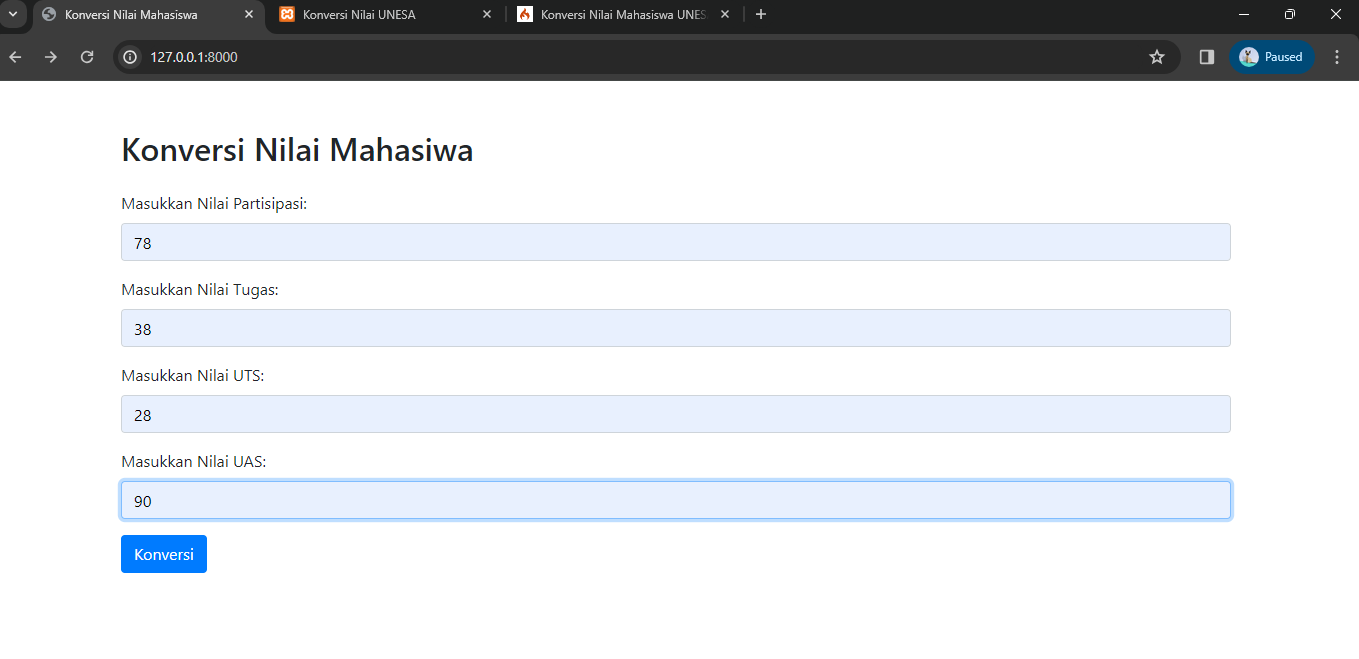 Konversi Nilai Mahasiswa
Konversi Nilai UNESA
Konversi Nilai Mahasiswa UNES
127.0.0.1:8000
Paused
Konversi Nilai Mahasiwa
Masukkan Nilai Partisipasi:
78
Masukkan Nilai Tugas:
38
Masukkan Nilai UTS:
28
Masukkan Nilai UAS:
90
Konversi